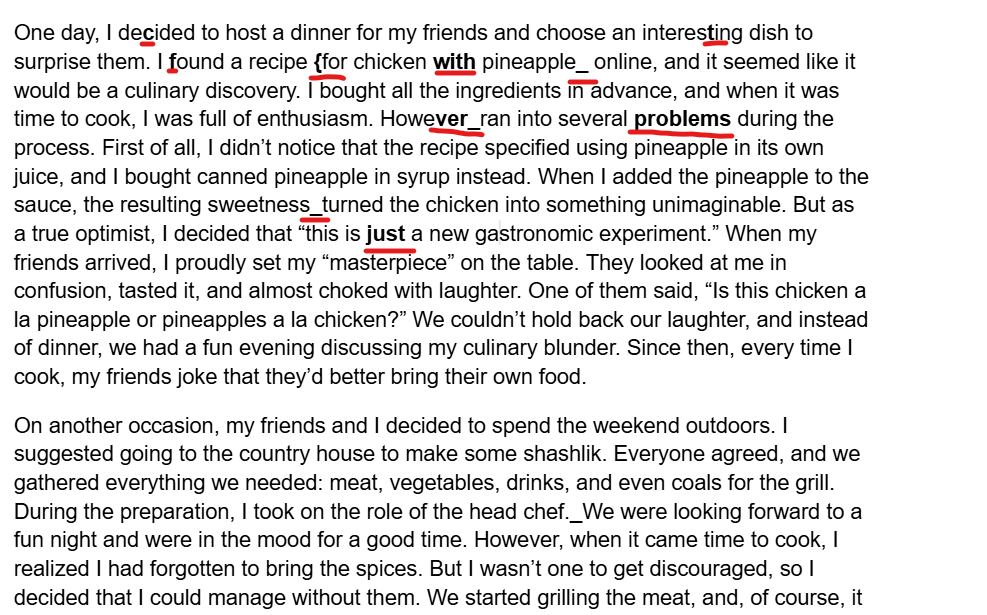 One day, I decided to host a dinner for my friends and choose an interesting dish to
surprise them. I found a recipe {for chicken with pineapple_ online, and it seemed like it
would be a culinary discovery. I bought all the ingredients in advance, and when it was
time to cook, I was full of enthusiasm. However_ran into several problems during the
process. First of all, I didn’t notice that the recipe specified using pineapple in its own
juice, and I bought canned pineapple in syrup instead. When I added the pineapple to the
sauce, the resulting sweetness_turned the chicken into something unimaginable. But as
a true optimist, I decided that “this is just a new gastronomic experiment.” When my
friends arrived, I proudly set my “masterpiece” on the table. They looked at me in
confusion, tasted it, and almost choked with laughter. One of them said, “Is this chicken a
la pineapple or pineapples a la chicken?” We couldn’t hold back our laughter, and instead
of dinner, we had a fun evening discussing my culinary blunder. Since then, every time I
cook, my friends joke that they’d better bring their own food.
On another occasion, my friends and I decided to spend the weekend outdoors. I
suggested going to the country house to make some shashlik. Everyone agreed, and we
gathered everything we needed: meat, vegetables, drinks, and even coals for the grill.
During the preparation, I took on the role of the head chef._We were looking forward to a
fun night and were in the mood for a good time. However, when it came time to cook, I
realized I had forgotten to bring the spices. But I wasn’t one to get discouraged, so I
decided that I could manage without them. We started grilling the meat, and, of course, it